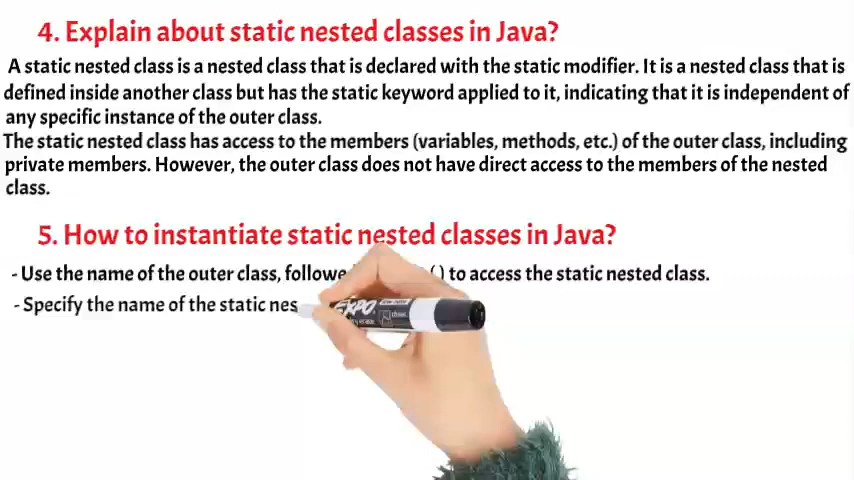 4. Explain about static nested classes in Java?
A static nested class is a nested class that is declared with the static modifier. It is a nested class that is
defined inside another class but has the static keyword applied to it, indicating that it is independent of
any specific instance of the outer class.
The static nested class has access to the members (variables, methods, etc.) of the outer class, including
private members. However, the outer class does not have direct access to the members of the nested
class.
5. How to instantiate static nested classes in Java?
- Use the name of the outer class, followe ( ) to access the static nested class.
- Specify the name of the static nes
EXPO